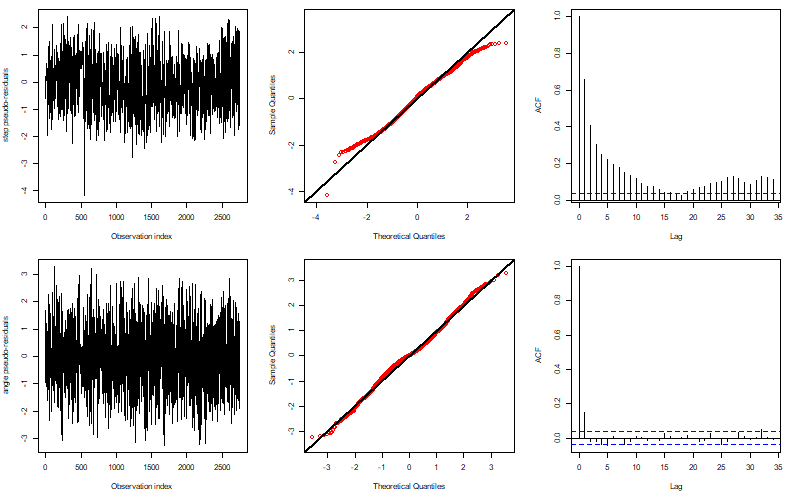 step pseudo-residuals
2
1
0
-1
-2
-3
-4
0 500 1000 1500 2000 2500
Observation index
Sample Quantiles
2
0
-2
-4
-4 -2 0 2
Theoretical Quantiles
ACF
1.0
0.8
0.6
0.4
0.2
0.0
0 5 10 15 20 25 30 35
Lag
angle pseudo-residuals
3
2
1
0
-1
-2
-3
0 500 1000 1500 2000 2500
Observation index
Sample Quantiles
3
2
1
0
-1
-2
-3
-3 -2 -1 0 1 2 3
Theoretical Quantiles
ACF
1.0
0.8
0.6
0.4
0.2
0.0
0 5 10 15 20 25 30 35
Lag